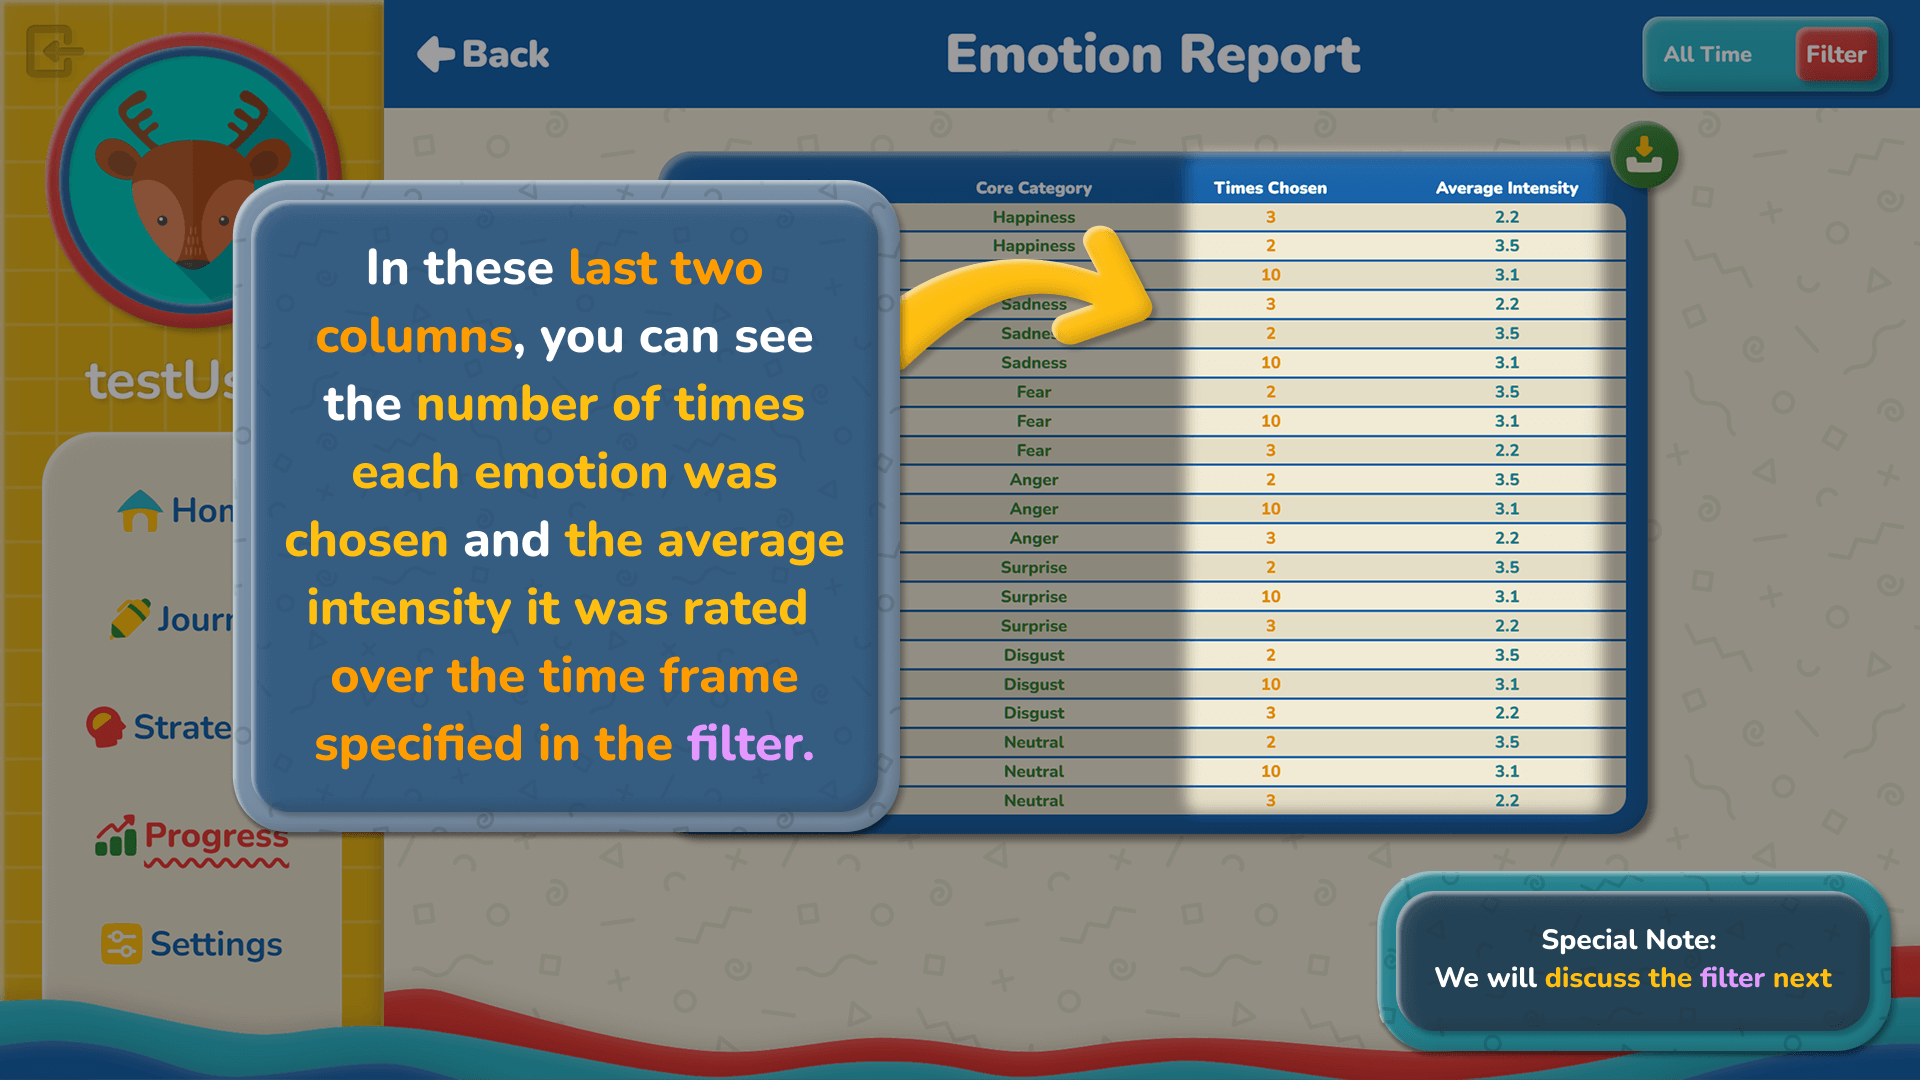 Back
Emotion Report
All Time
Filter
testUs
Hom
Journ
Strate
Progress
Settings
In these last two
columns, you can see
the number of times
each emotion was
chosen and the average
intensity it was rated
over the time frame
specified in the filter.
Core Category Times Chosen Average Intensity
Happiness 3 2.2
Happiness 2 3.5
10 3.1
Sadness 3 2.2
Sadne 2 3.5
Sadness 10 3.1
Fear 2 3.5
Fear 10 3.1
Fear 3 2.2
Anger 2 3.5
Anger 10 3.1
Anger 3 2.2
Surprise 2 3.5
Surprise 10 3.1
Surprise 3 2.2
Disgust 2 3.5
Disgust 10 3.1
Disgust 3 2.2
Neutral 2 3.5
Neutral 10 3.1
Neutral 3 2.2
Special Note:
We will discuss the filter next